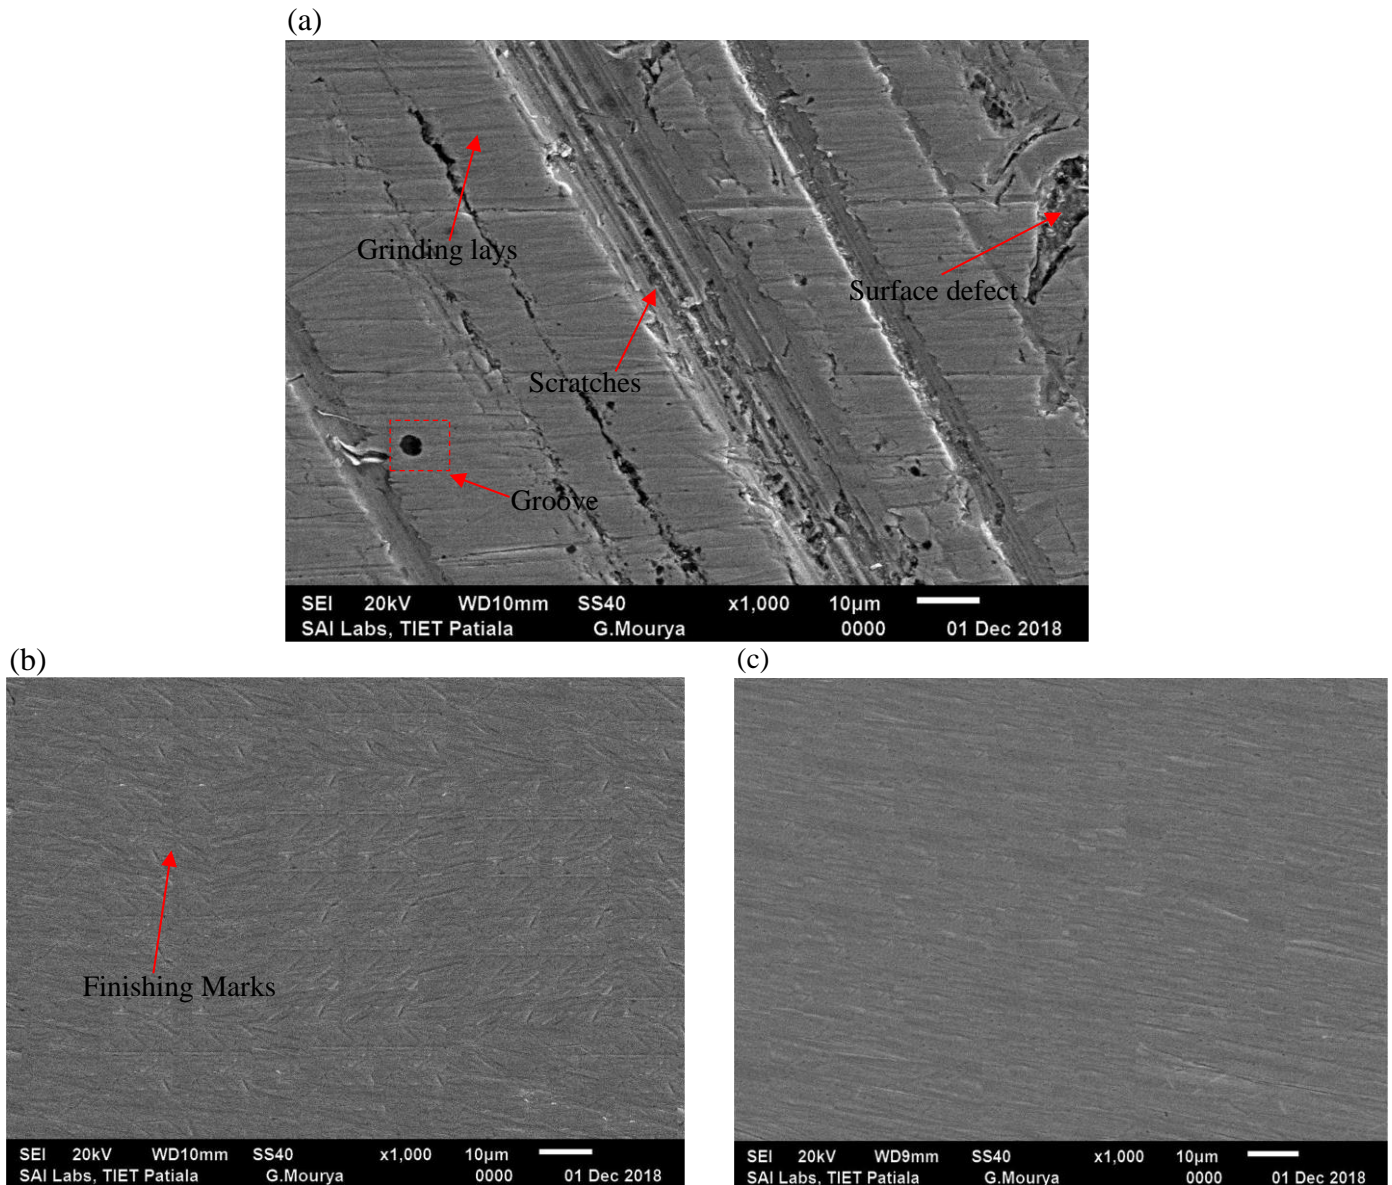 (a)
Grinding lays
Surface defect
Scratches
Groove
SEI 20kV WD10mm SS40 x1,000 10µm
SAI Labs, TIET Patiala G.Mourya 0000 01 Dec 2018
(b)
Finishing Marks
SEI 20kV WD10mm SS40 x1,000 10µm
SAI Labs, TIET Patiala G.Mourya 0000 01 Dec 2018
(c)
SEI 20kV WD9mm SS40 x1,000 10µm
SAI Labs, TIET Patiala G.Mourya 0000 01 Dec 2018